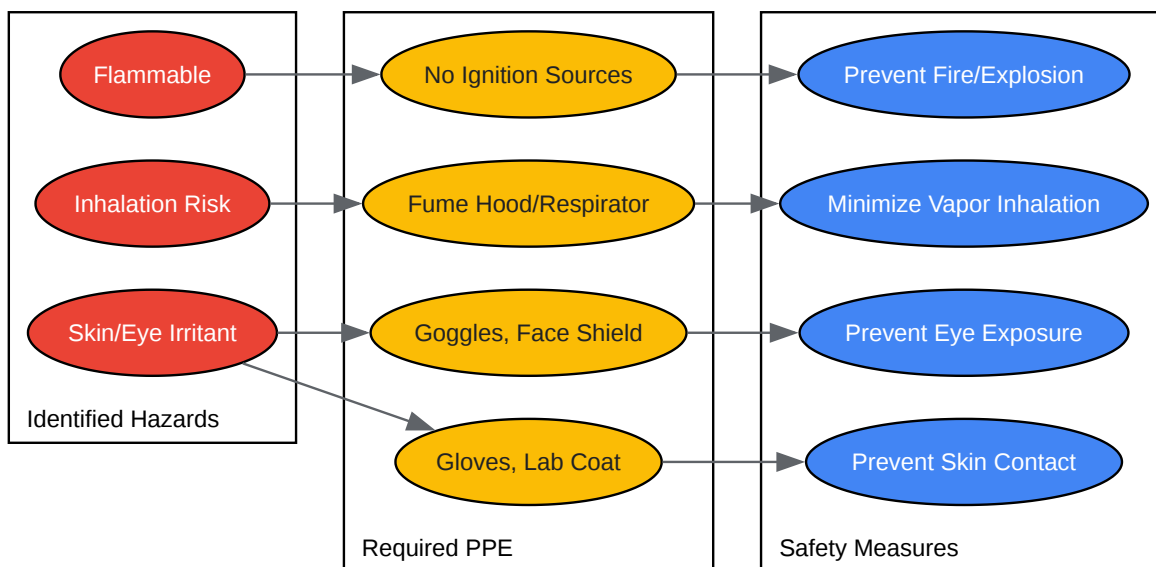 Flammable
No Ignition Sources
Prevent Fire/Explosion
Inhalation Risk
Fume Hood/Respirator
Minimize Vapor Inhalation
Skin/Eye Irritant
Goggles, Face Shield
Prevent Eye Exposure
Identified Hazards
Gloves, Lab Coat
Prevent Skin Contact
Required PPE
Safety Measures